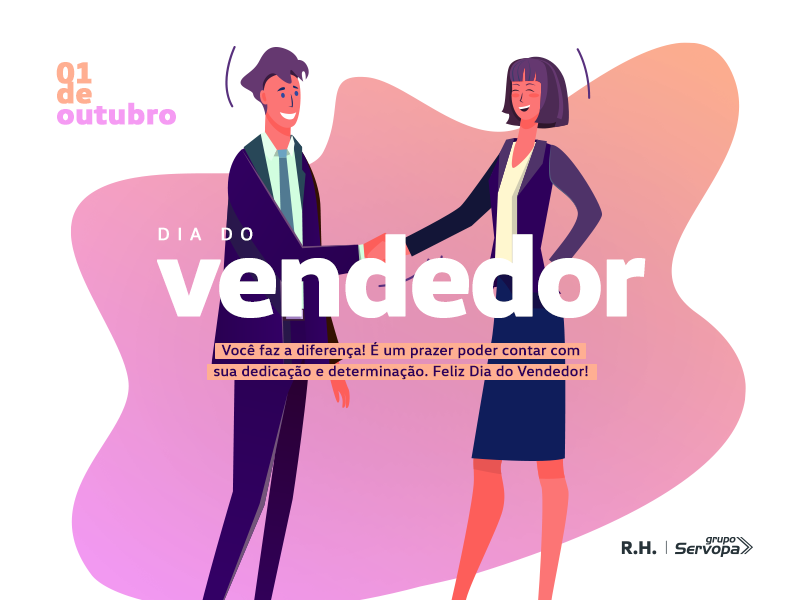 01
de
outubro
DIA DO
vendedor
Você faz a diferença! É um prazer poder contar com
sua dedicação e determinação. Feliz Dia do Vendedor!
R.H. | grupo
Servopa